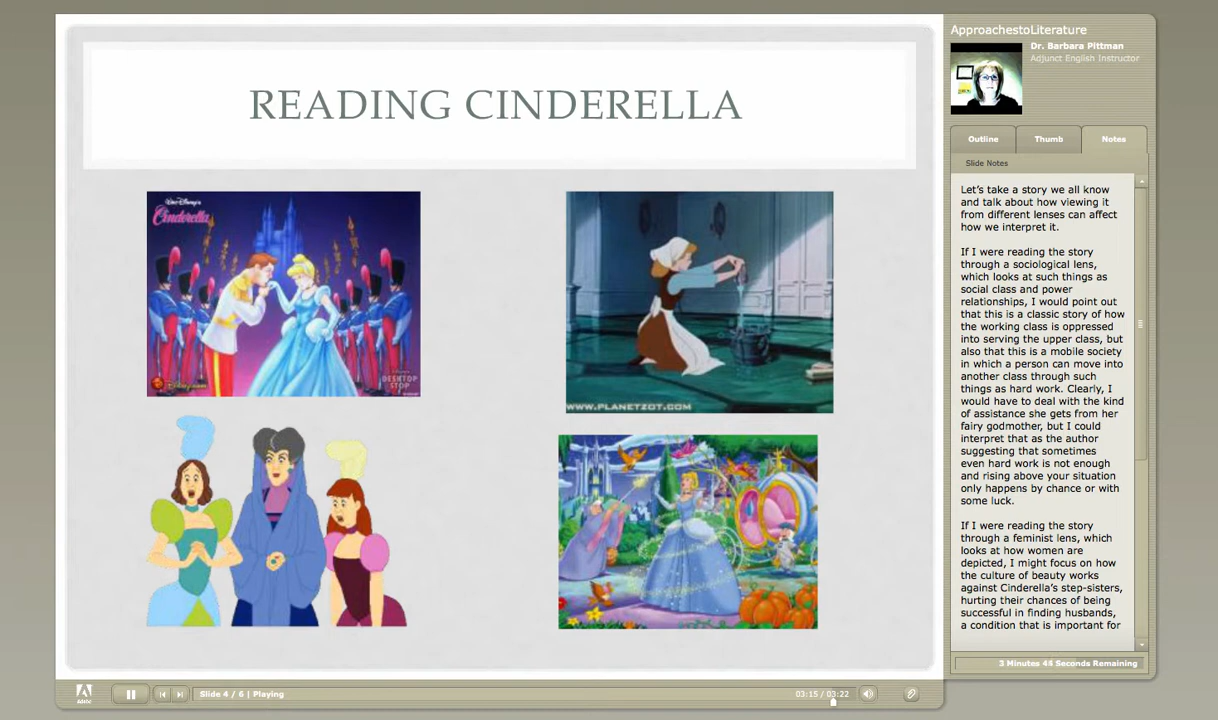 READING CINDERELLA
WALT DISNEY'S
Cinderella
Disney.com
DESKTOP
STOP
WWW.PLANETZOT.COM
ApproachestoLiterature
Dr. Barbara Pittman
Adjunct English Instructor
Outline
Thumb
Notes
Slide Notes
Let's take a story we all know
and talk about how viewing it
from different lenses can affect
how we interpret it.
If I were reading the story
through a sociological lens,
which looks at such things as
social class and power
relationships, I would point out
that this is a classic story of how
the working class is oppressed
into serving the upper class, but
also that this is a mobile society
in which a person can move into
another class through such
things as hard work. Clearly, I
would have to deal with the kind
of assistance she gets from her
fairy godmother, but I could
interpret that as the author
suggesting that sometimes
even hard work is not enough
and rising above your situation
only happens by chance or with
some luck.
If I were reading the story
through a feminist lens, which
looks at how women are
depicted, I might focus on how
the culture of beauty works
against Cinderella's step-sisters,
hurting their chances of being
successful in finding husbands,
a condition that is important for
3 Minutes Seconds Remaining
Adobe
Slide 4 / 6 | Playing
03:15 / 03:22